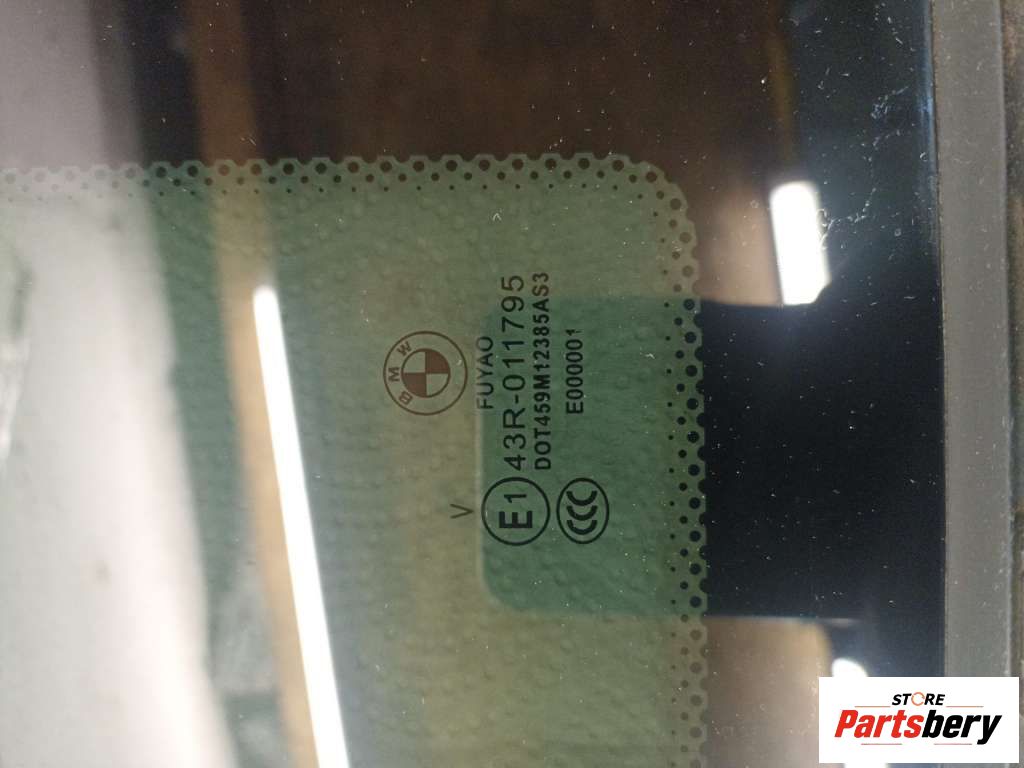 BMW
FUYAO
V
E1 43R-011795
DOT459M12385AS3
CCC E000001
STORE
Partsbery